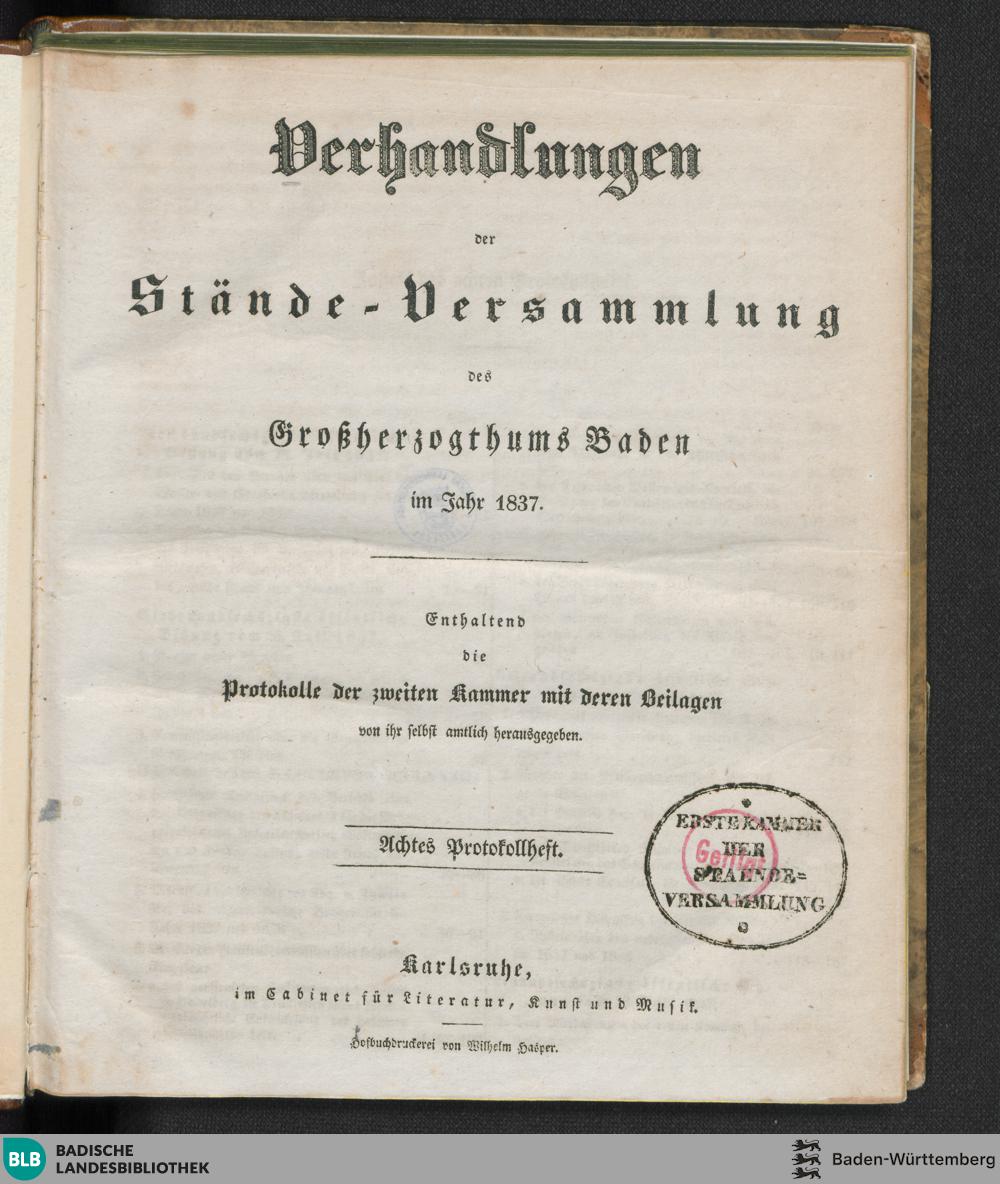 Verhandlungen
der
Stände-Versammlung
des
Großherzogthums Baden
im Jahr 1837.
Enthaltend
die
Protokolle der zweiten Kammer mit deren Beilagen
von ihr selbst amtlich herausgegeben.
Achtes Protokollheft.
ERSTE KAMMER
DER
STAENDE=
VERSAMMLUNG
Karlsruhe,
im Cabinet für Literatur, Kunst und Musik.
Hofbuchdruckerei von Wilhelm Hasper.
BLB
BADISCHE
LANDESBIBLIOTHEK
Baden-Württemberg